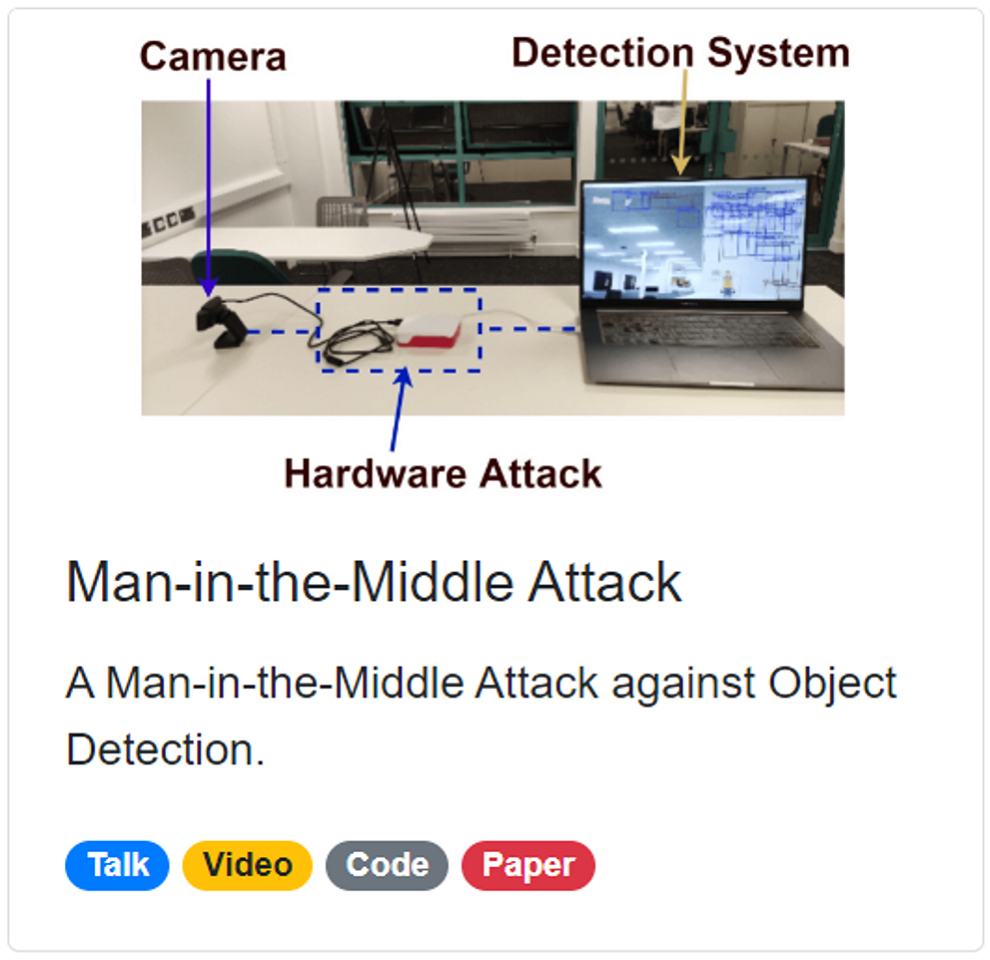 Camera
Detection System
Hardware Attack
Man-in-the-Middle Attack
A Man-in-the-Middle Attack against Object
Detection.
Talk
Video
Code
Paper